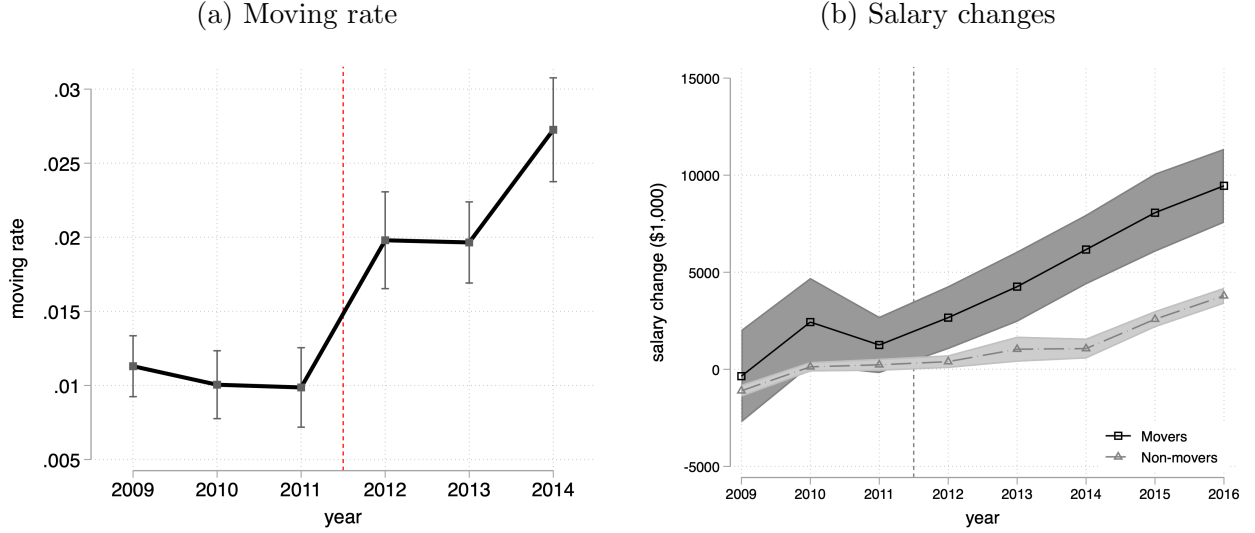 (a) Moving rate
.03
.025
.02
.015
.01
.005
moving rate
2009 2010 2011 2012 2013 2014
year
(b) Salary changes
15000
10000
5000
0
-5000
salary change ($1,000)
Movers
Non-movers
2009 2010 2011 2012 2013 2014 2015 2016
year